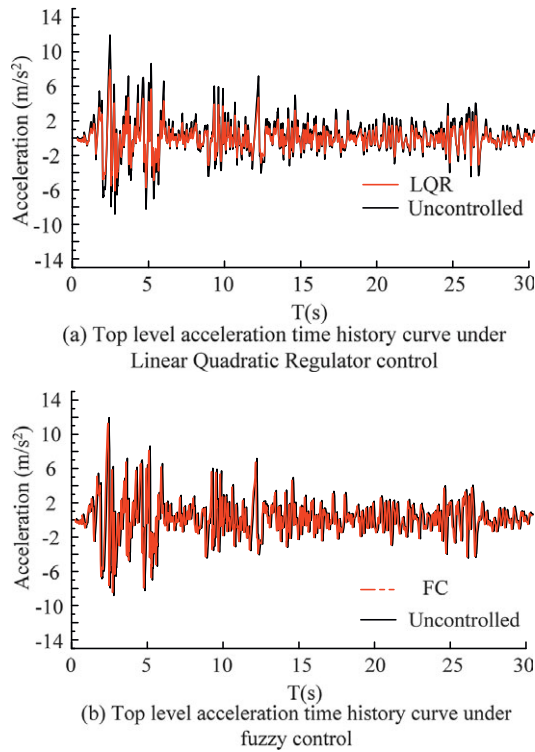 14
10
6
2
-2
-6
-10
-14
Acceleration (m/s²)
LQR
Uncontrolled
0 5 10 15 20 25 30
T(s)
(a) Top level acceleration time history curve under
Linear Quadratic Regulator control
14
10
6
2
-2
-6
-10
-14
Acceleration (m/s²)
FC
Uncontrolled
0 5 10 15 20 25 30
T(s)
(b) Top level acceleration time history curve under
fuzzy control